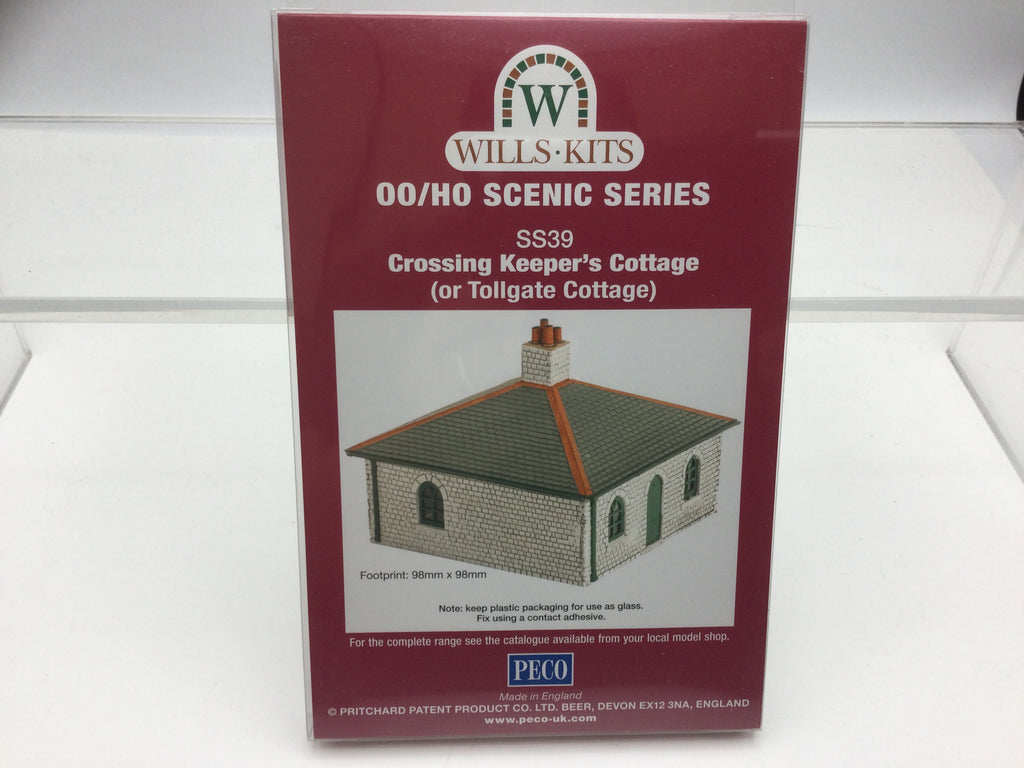 W
WILLS·KITS
OO/HO SCENIC SERIES
SS39
Crossing Keeper's Cottage
(or Tollgate Cottage)
Footprint: 98mm x 98mm
Note: keep plastic packaging for use as glass.
Fix using a contact adhesive.
For the complete range see the catalogue available from your local model shop.
PECO
Made in England
© PRITCHARD PATENT PRODUCT CO. LTD. BEER, DEVON EX12 3NA, ENGLAND
www.peco-uk.com